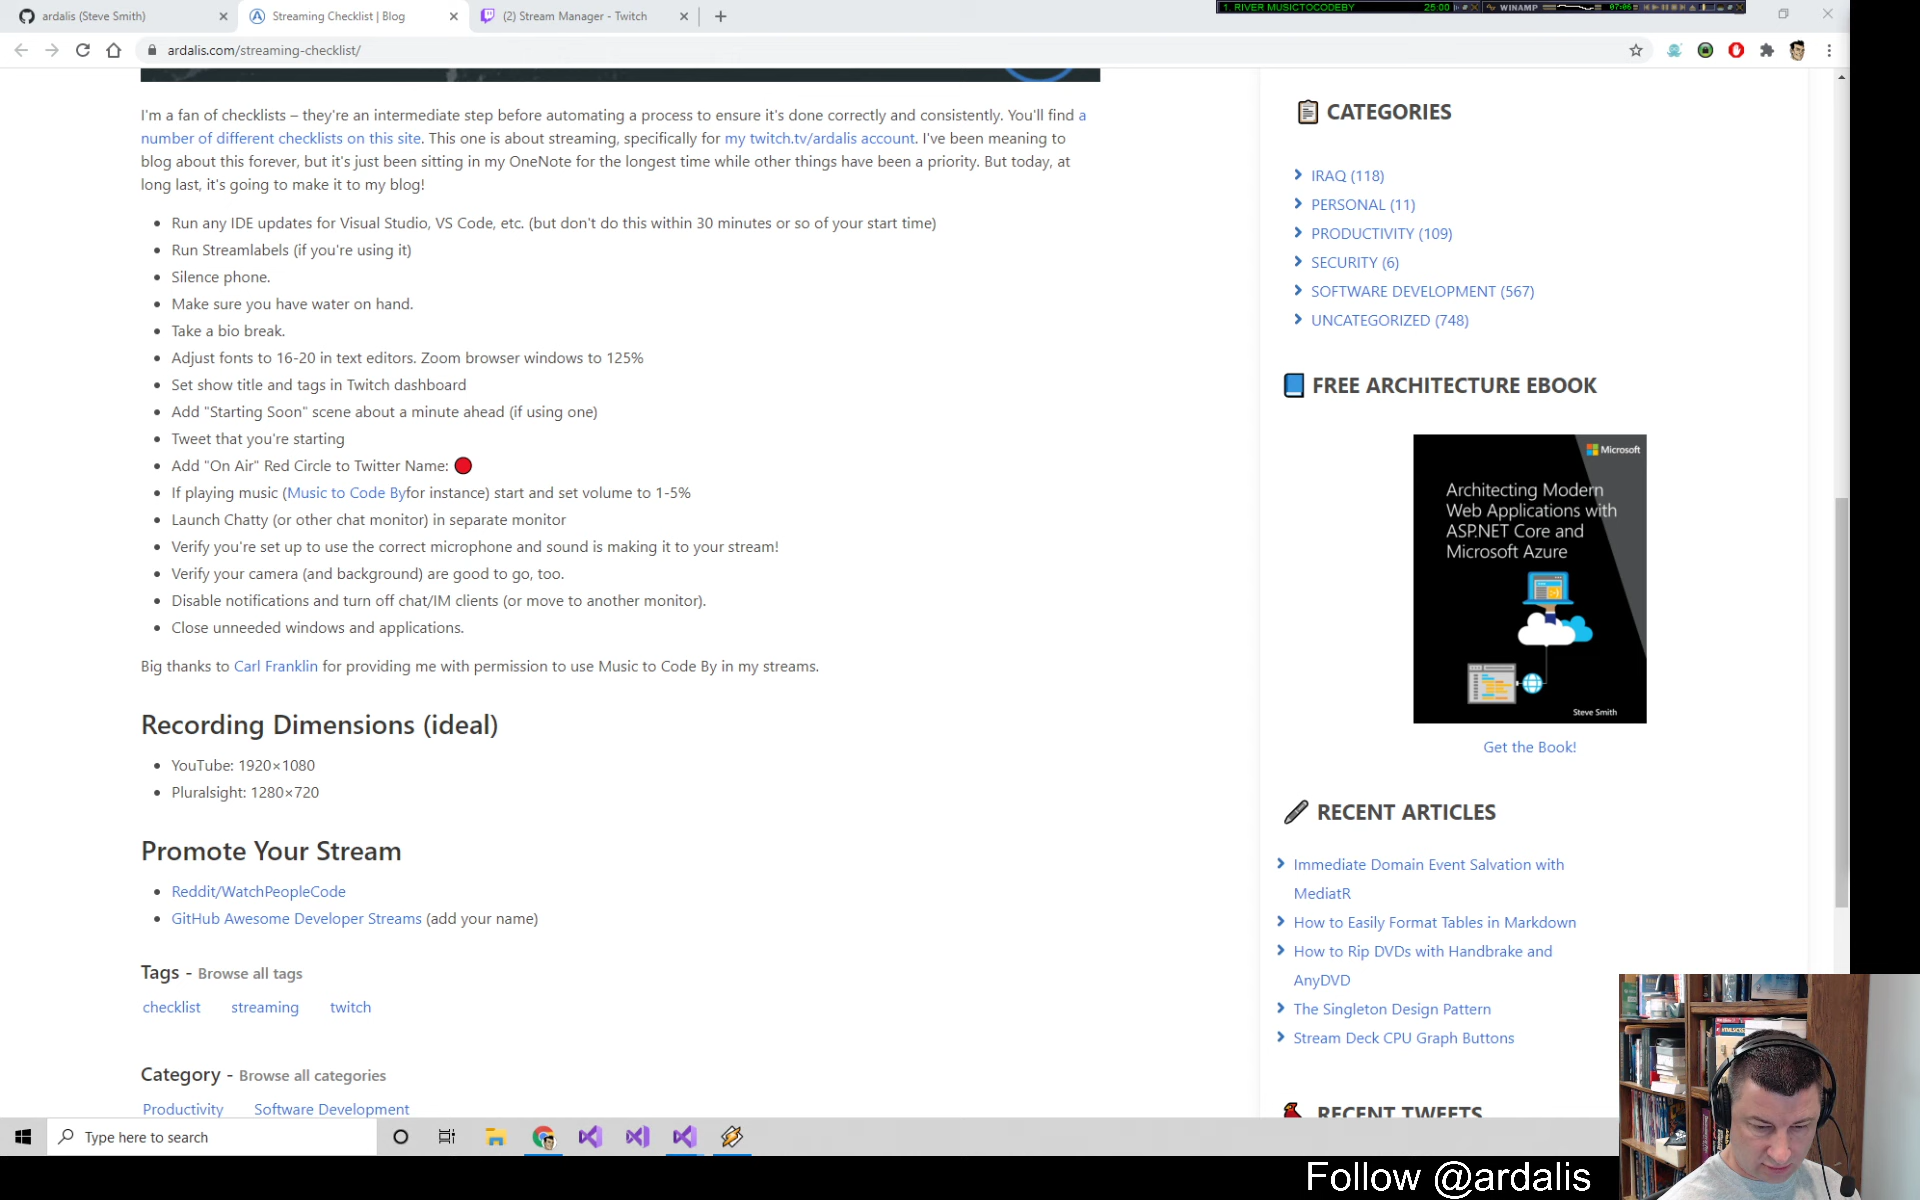 ardalis (Steve Smith)
Streaming Checklist | Blog
(2) Stream Manager - Twitch
1. RIVER MUSICTOCODEBY 25:00
WINAMP
07:06
ardalis.com/streaming-checklist/
I'm a fan of checklists – they're an intermediate step before automating a process to ensure it's done correctly and consistently. You'll find a
number of different checklists on this site. This one is about streaming, specifically for my twitch.tv/ardalis account. I've been meaning to
blog about this forever, but it's just been sitting in my OneNote for the longest time while other things have been a priority. But today, at
long last, it's going to make it to my blog!
• Run any IDE updates for Visual Studio, VS Code, etc. (but don't do this within 30 minutes or so of your start time)
• Run Streamlabels (if you're using it)
• Silence phone.
• Make sure you have water on hand.
• Take a bio break.
• Adjust fonts to 16-20 in text editors. Zoom browser windows to 125%
• Set show title and tags in Twitch dashboard
• Add "Starting Soon" scene about a minute ahead (if using one)
• Tweet that you're starting
• Add "On Air" Red Circle to Twitter Name: 🔴
• If playing music (Music to Code Byfor instance) start and set volume to 1-5%
• Launch Chatty (or other chat monitor) in separate monitor
• Verify you're set up to use the correct microphone and sound is making it to your stream!
• Verify your camera (and background) are good to go, too.
• Disable notifications and turn off chat/IM clients (or move to another monitor).
• Close unneeded windows and applications.
Big thanks to Carl Franklin for providing me with permission to use Music to Code By in my streams.
Recording Dimensions (ideal)
• YouTube: 1920×1080
• Pluralsight: 1280×720
Promote Your Stream
• Reddit/WatchPeopleCode
• GitHub Awesome Developer Streams (add your name)
Tags - Browse all tags
checklist streaming twitch
Category - Browse all categories
Productivity Software Development
CATEGORIES
IRAQ (118)
PERSONAL (11)
PRODUCTIVITY (109)
SECURITY (6)
SOFTWARE DEVELOPMENT (567)
UNCATEGORIZED (748)
FREE ARCHITECTURE EBOOK
Microsoft
Architecting Modern
Web Applications with
ASP.NET Core and
Microsoft Azure
Steve Smith
Get the Book!
RECENT ARTICLES
Immediate Domain Event Salvation with
MediatR
How to Easily Format Tables in Markdown
How to Rip DVDs with Handbrake and
AnyDVD
The Singleton Design Pattern
Stream Deck CPU Graph Buttons
RECENT TWEETS
Type here to search
Follow @ardalis